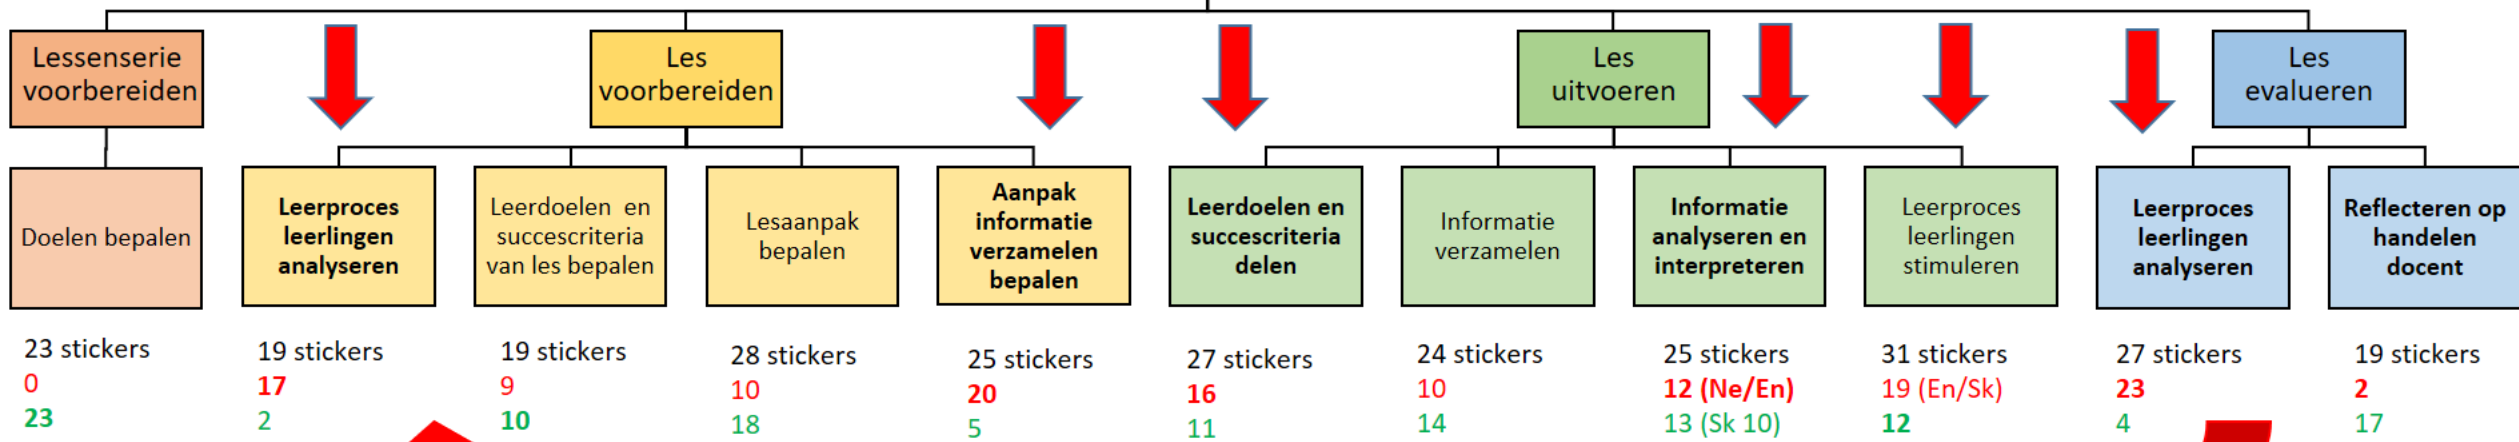 Lessenserie
voorbereiden
Les
voorbereiden
Les
uitvoeren
Les
evalueren
Doelen bepalen
Leerproces
leerlingen
analyseren
Leerdoelen en
succescriteria
van les bepalen
Lesaanpak
bepalen
Aanpak
informatie
verzamelen
bepalen
Leerdoelen en
succescriteria
delen
Informatie
verzamelen
Informatie
analyseren en
interpreteren
Leerproces
leerlingen
stimuleren
Leerproces
leerlingen
analyseren
Reflecteren op
handelen
docent
23 stickers
0
23
19 stickers
17
2
19 stickers
9
10
28 stickers
10
18
25 stickers
20
5
27 stickers
16
11
24 stickers
10
14
25 stickers
12 (Ne/En)
13 (Sk 10)
31 stickers
19 (En/Sk)
12
27 stickers
23
4
19 stickers
2
17